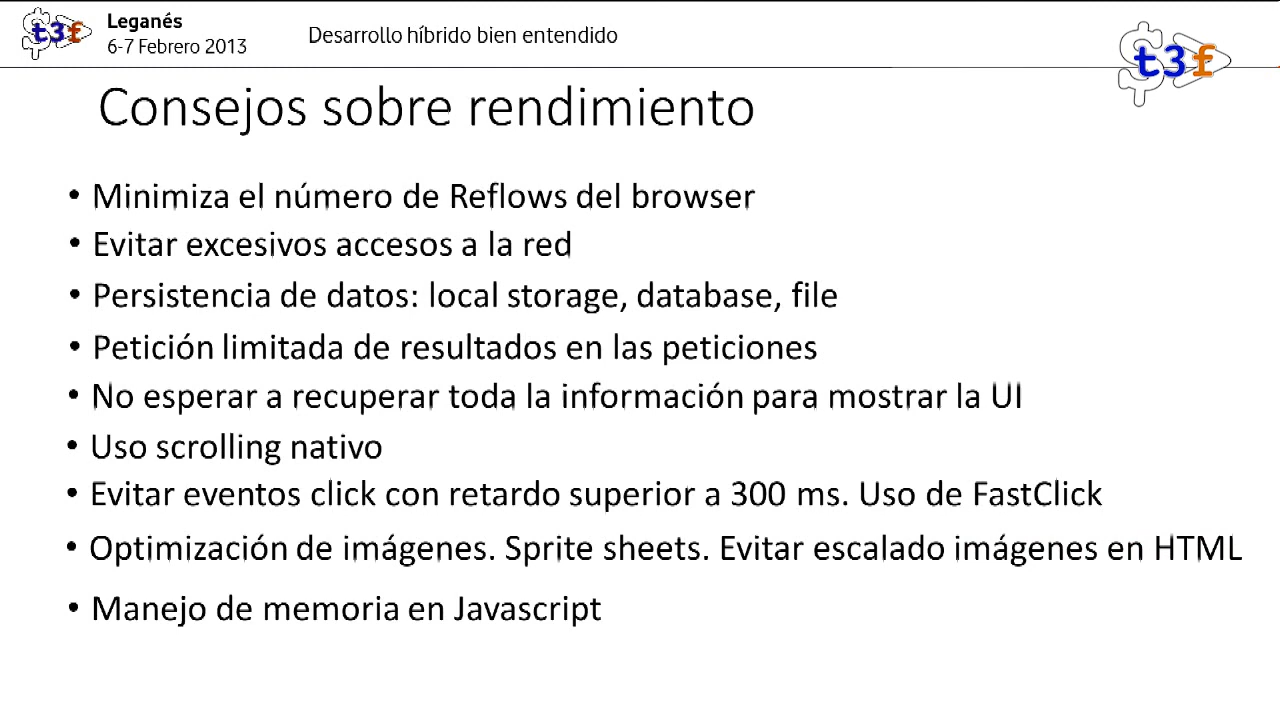 t3f
Leganés
6-7 Febrero 2013
Desarrollo híbrido bien entendido
t3f
Consejos sobre rendimiento
• Minimiza el número de Reflows del browser
• Evitar excesivos accesos a la red
• Persistencia de datos: local storage, database, file
• Petición limitada de resultados en las peticiones
• No esperar a recuperar toda la información para mostrar la UI
• Uso scrolling nativo
• Evitar eventos click con retardo superior a 300 ms. Uso de FastClick
• Optimización de imágenes. Sprite sheets. Evitar escalado imágenes en HTML
• Manejo de memoria en Javascript